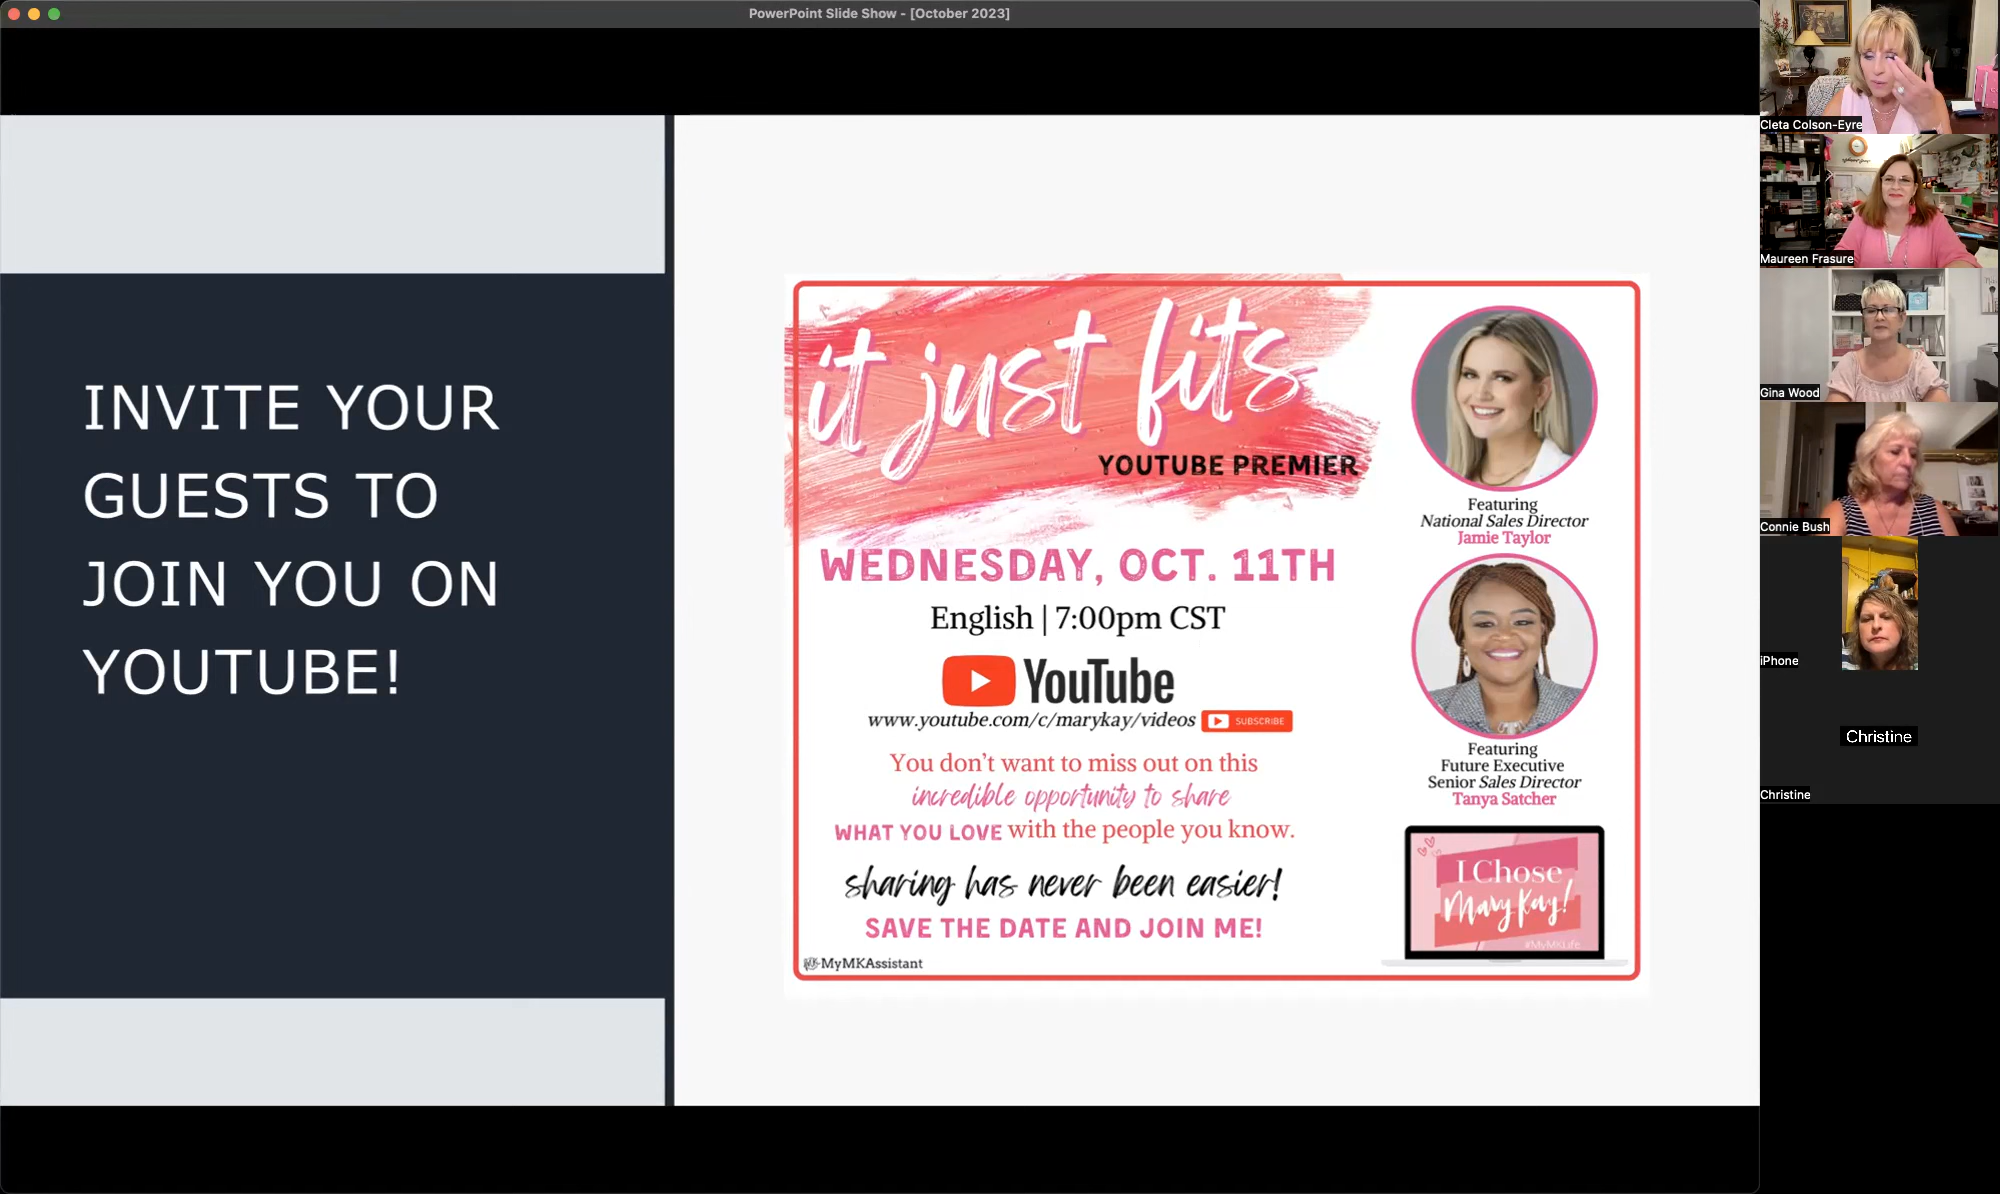 PowerPoint Slide Show - [October 2023]
INVITE YOUR
GUESTS TO
JOIN YOU ON
YOUTUBE!
it just fits
YOUTUBE PREMIER
WEDNESDAY, OCT. 11TH
English | 7:00pm CST
YouTube
www.youtube.com/c/marykay/videos SUBSCRIBE
You don't want to miss out on this
incredible opportunity to share
WHAT YOU LOVE with the people you know.
sharing has never been easier!
SAVE THE DATE AND JOIN ME!
MyMKAssistant
Featuring
National Sales Director
Jamie Taylor
Featuring
Future Executive
Senior Sales Director
Tanya Satcher
I Chose
Mary Kay!
#MyMKLife
Cleta Colson-Eyre
Maureen Frasure
Gina Wood
Connie Bush
iPhone
Christine
Christine